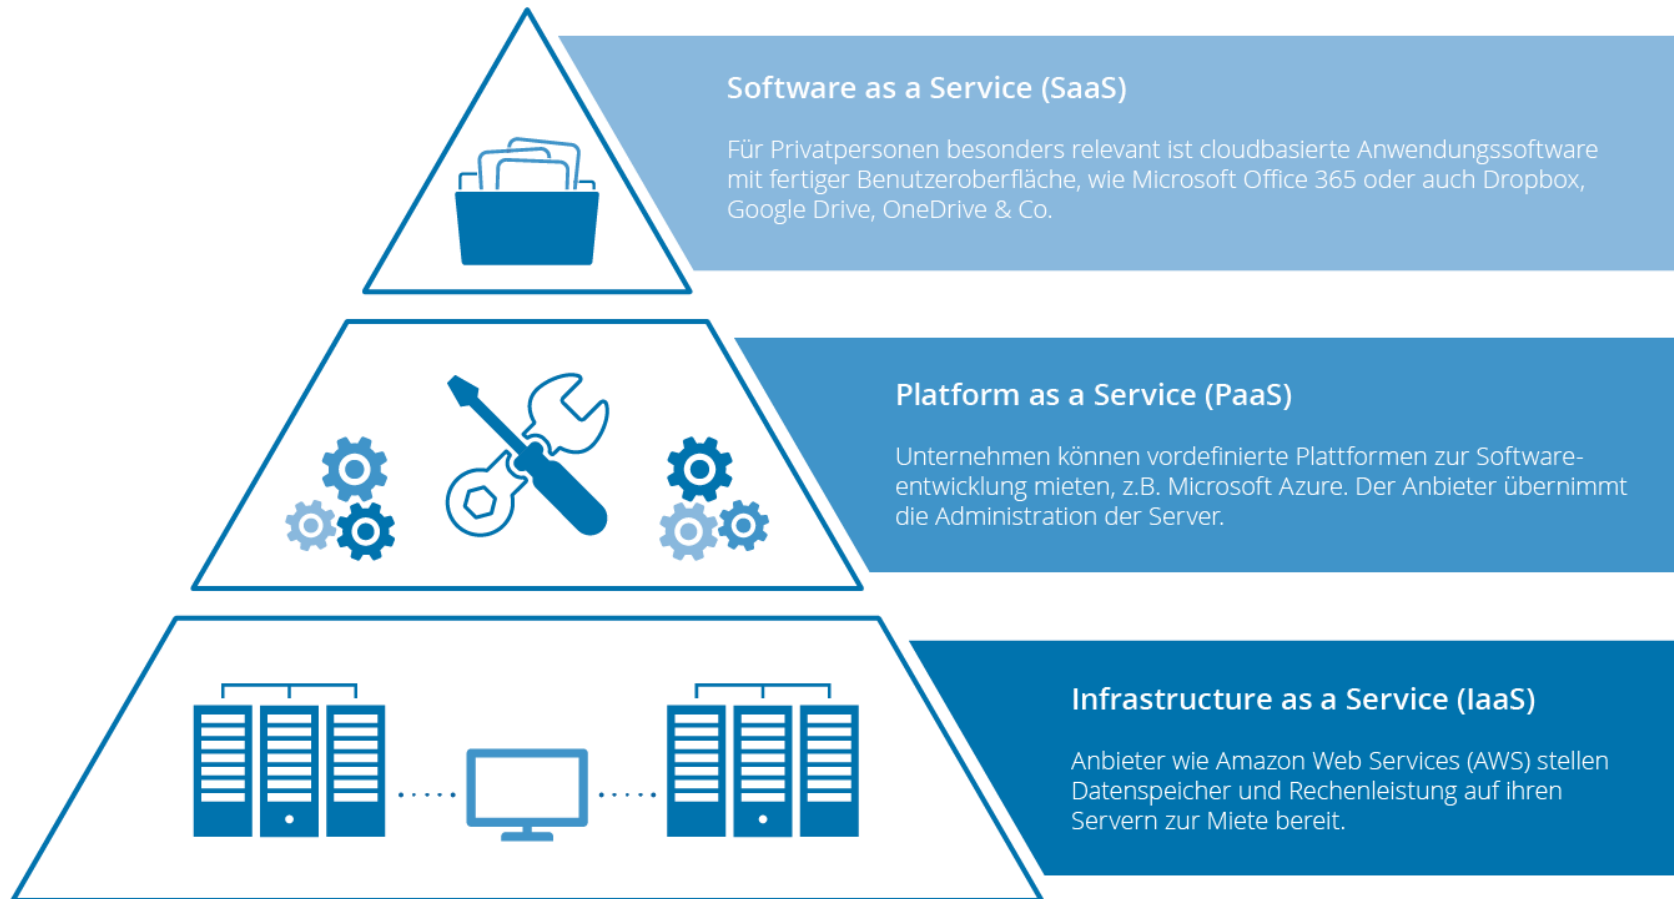 Software as a Service (SaaS)
Für Privatpersonen besonders relevant ist cloudbasierte Anwendungssoftware
mit fertiger Benutzeroberfläche, wie Microsoft Office 365 oder auch Dropbox,
Google Drive, OneDrive & Co.
Platform as a Service (PaaS)
Unternehmen können vordefinierte Plattformen zur Software-
entwicklung mieten, z.B. Microsoft Azure. Der Anbieter übernimmt
die Administration der Server.
Infrastructure as a Service (IaaS)
Anbieter wie Amazon Web Services (AWS) stellen
Datenspeicher und Rechenleistung auf ihren
Servern zur Miete bereit.